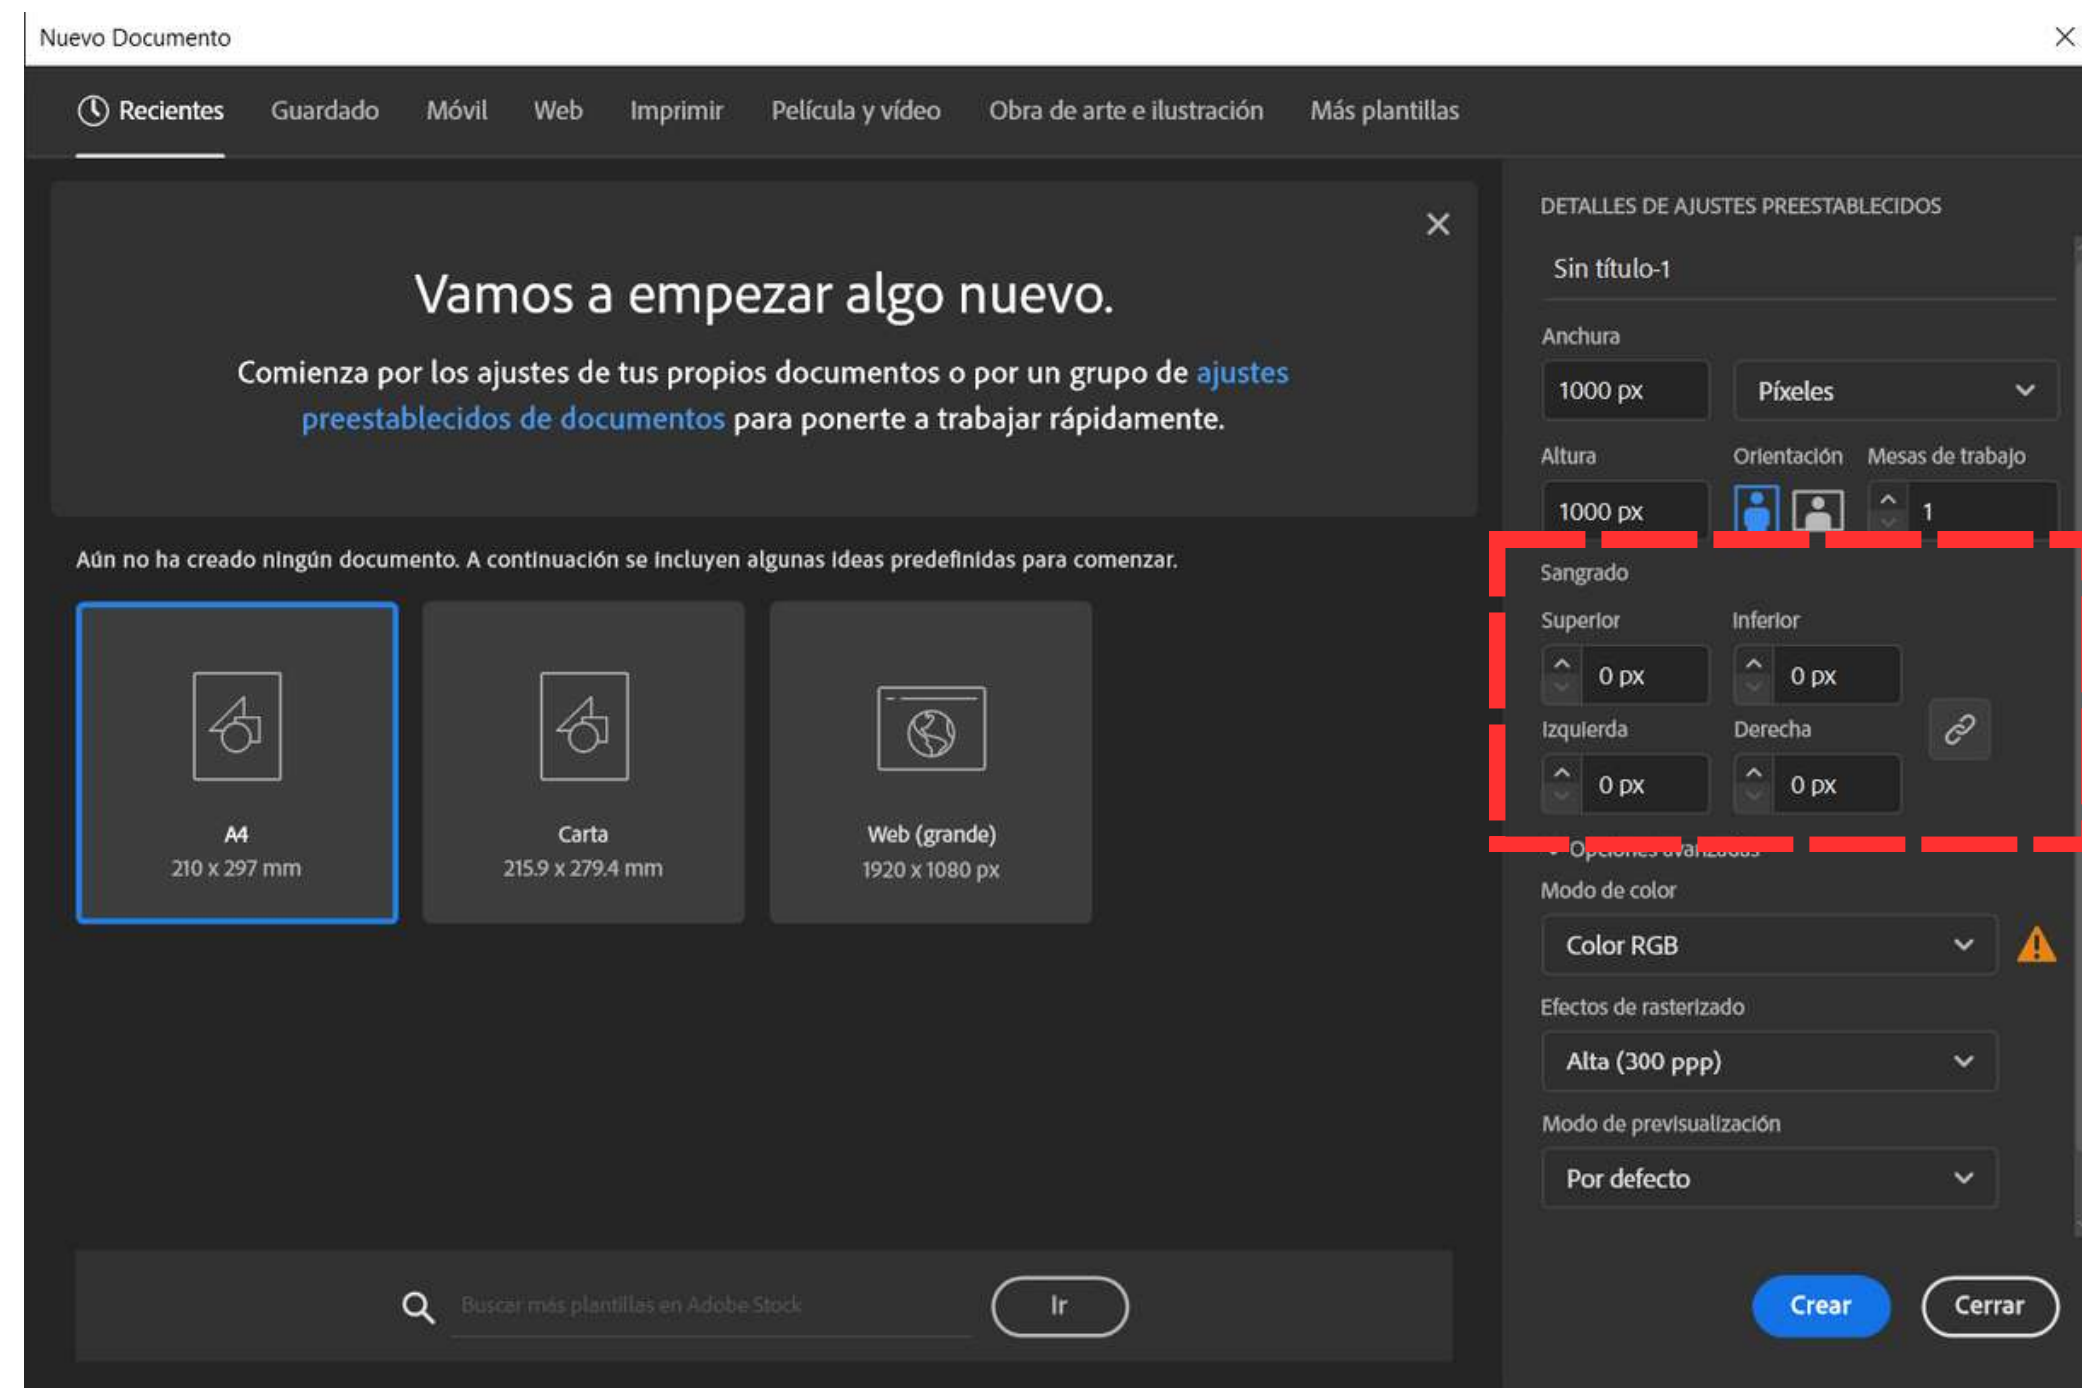 Nuevo Documento
Recientes Guardado Móvil Web Imprimir Película y vídeo Obra de arte e ilustración Más plantillas
Vamos a empezar algo nuevo.
Comienza por los ajustes de tus propios documentos o por un grupo de ajustes
preestablecidos de documentos para ponerte a trabajar rápidamente.
Aún no ha creado ningún documento. A continuación se incluyen algunas ideas predefinidas para comenzar.
A4
210 x 297 mm
Carta
215.9 x 279.4 mm
Web (grande)
1920 x 1080 px
Buscar más plantillas en Adobe Stock
Ir
DETALLES DE AJUSTES PREESTABLECIDOS
Sin título-1
Anchura
1000 px Píxeles
Altura Orientación Mesas de trabajo
1000 px 1
Sangrado
Superior Inferior
0 px 0 px
Izquierda Derecha
0 px 0 px
Opciones avanzadas
Modo de color
Color RGB
Efectos de rasterizado
Alta (300 ppp)
Modo de previsualización
Por defecto
Crear Cerrar